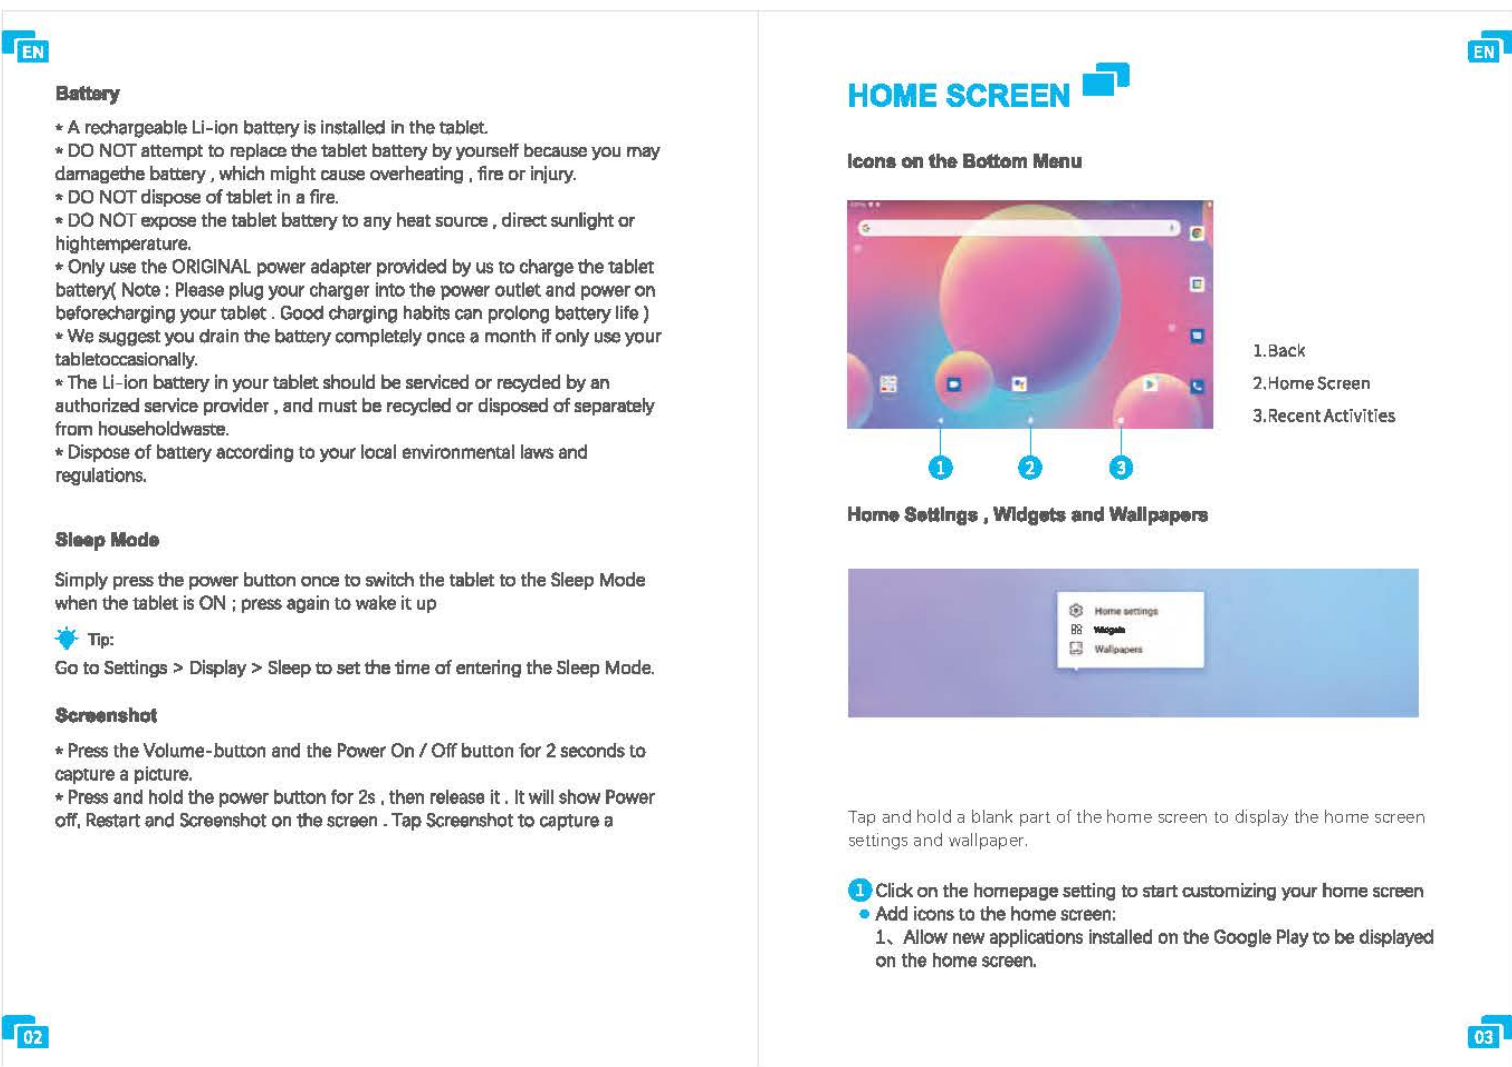 EN
Battery
* A rechargeable Li-ion battery is installed in the tablet.
* DO NOT attempt to replace the tablet battery by yourself because you may
damagethe battery , which might cause overheating , fire or injury.
* DO NOT dispose of tablet in a fire.
* DO NOT expose the tablet battery to any heat source , direct sunlight or
hightemperature.
* Only use the ORIGINAL power adapter provided by us to charge the tablet
battery( Note : Please plug your charger into the power outlet and power on
beforecharging your tablet . Good charging habits can prolong battery life )
* We suggest you drain the battery completely once a month if only use your
tabletoccasionally.
* The Li-ion battery in your tablet should be serviced or recycled by an
authorized service provider , and must be recycled or disposed of separately
from householdwaste.
* Dispose of battery according to your local environmental laws and
regulations.
Sleep Mode
Simply press the power button once to switch the tablet to the Sleep Mode
when the tablet is ON ; press again to wake it up
Tip:
Go to Settings > Display > Sleep to set the time of entering the Sleep Mode.
Screenshot
* Press the Volume-button and the Power On / Off button for 2 seconds to
capture a picture.
* Press and hold the power button for 2s , then release it . It will show Power
off, Restart and Screenshot on the screen . Tap Screenshot to capture a
02
EN
HOME SCREEN
Icons on the Bottom Menu
G
1.Back
2.Home Screen
3.Recent Activities
1 2 3
Home Settings , Widgets and Wallpapers
Home settings
Widgets
Wallpapers
Tap and hold a blank part of the home screen to display the home screen
settings and wallpaper.
1 Click on the homepage setting to start customizing your home screen
• Add icons to the home screen:
1、Allow new applications installed on the Google Play to be displayed
on the home screen.
03